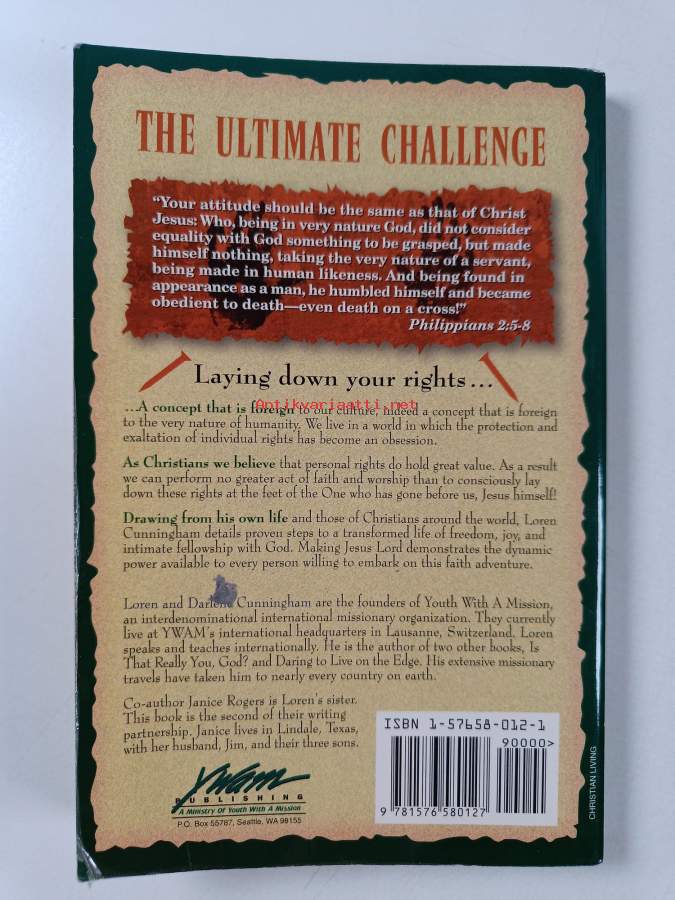 THE ULTIMATE CHALLENGE
“Your attitude should be the same as that of Christ
Jesus: Who, being in very nature God, did not consider
equality with God something to be grasped, but made
himself nothing, taking the very nature of a servant,
being made in human likeness. And being found in
appearance as a man, he humbled himself and became
obedient to death—even death on a cross!”
Philippians 2:5-8
Laying down your rights...
Antikvariaatti.net
...A concept that is foreign to our culture, indeed a concept that is foreign
to the very nature of humanity. We live in a world in which the protection and
exaltation of individual rights has become an obsession.
As Christians we believe that personal rights do hold great value. As a result
we can perform no greater act of faith and worship than to consciously lay
down these rights at the feet of the One who has gone before us, Jesus himself!
Drawing from his own life and those of Christians around the world, Loren
Cunningham details proven steps to a transformed life of freedom, joy, and
intimate fellowship with God. Making Jesus Lord demonstrates the dynamic
power available to every person willing to embark on this faith adventure.
Loren and Darlene Cunningham are the founders of Youth With A Mission,
an interdenominational international missionary organization. They currently
live at YWAM's international headquarters in Lausanne, Switzerland. Loren
speaks and teaches internationally. He is the author of two other books, Is
That Really You, God? and Daring to Live on the Edge. His extensive missionary
travels have taken him to nearly every country on earth.
Co-author Janice Rogers is Loren's sister.
This book is the second of their writing
partnership. Janice lives in Lindale, Texas,
with her husband, Jim, and their three sons.
YWAM
PUBLISHING
A Ministry Of Youth With A Mission
P.O. Box 55787, Seattle, WA 98155
ISBN 1-57658-012-1
90000>
9 781576 580127
CHRISTIAN LIVING